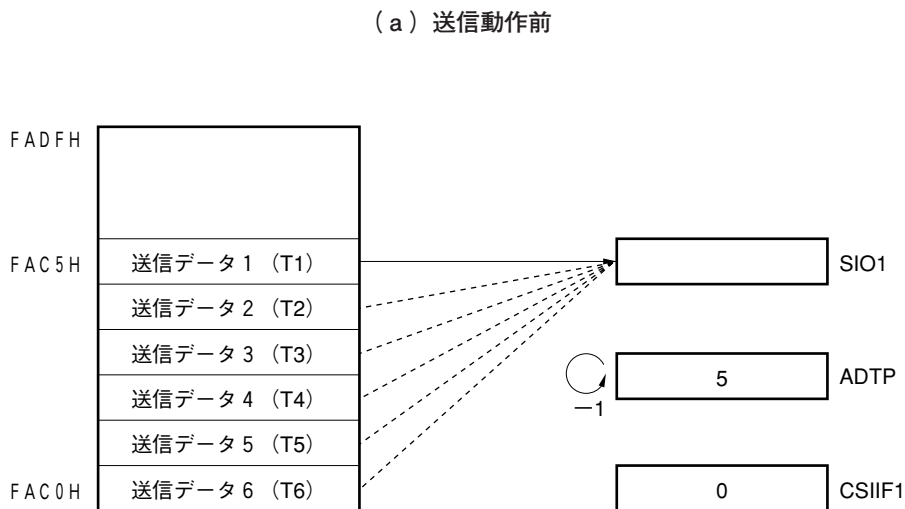 （a）送信動作前
FADFH
FAC5H 送信データ1 （T1） SIO1
送信データ2 （T2）
送信データ3 （T3）
5 ADTP
−1
送信データ4 （T4）
送信データ5 （T5）
FAC0H 送信データ6 （T6） 0 CSIIF1